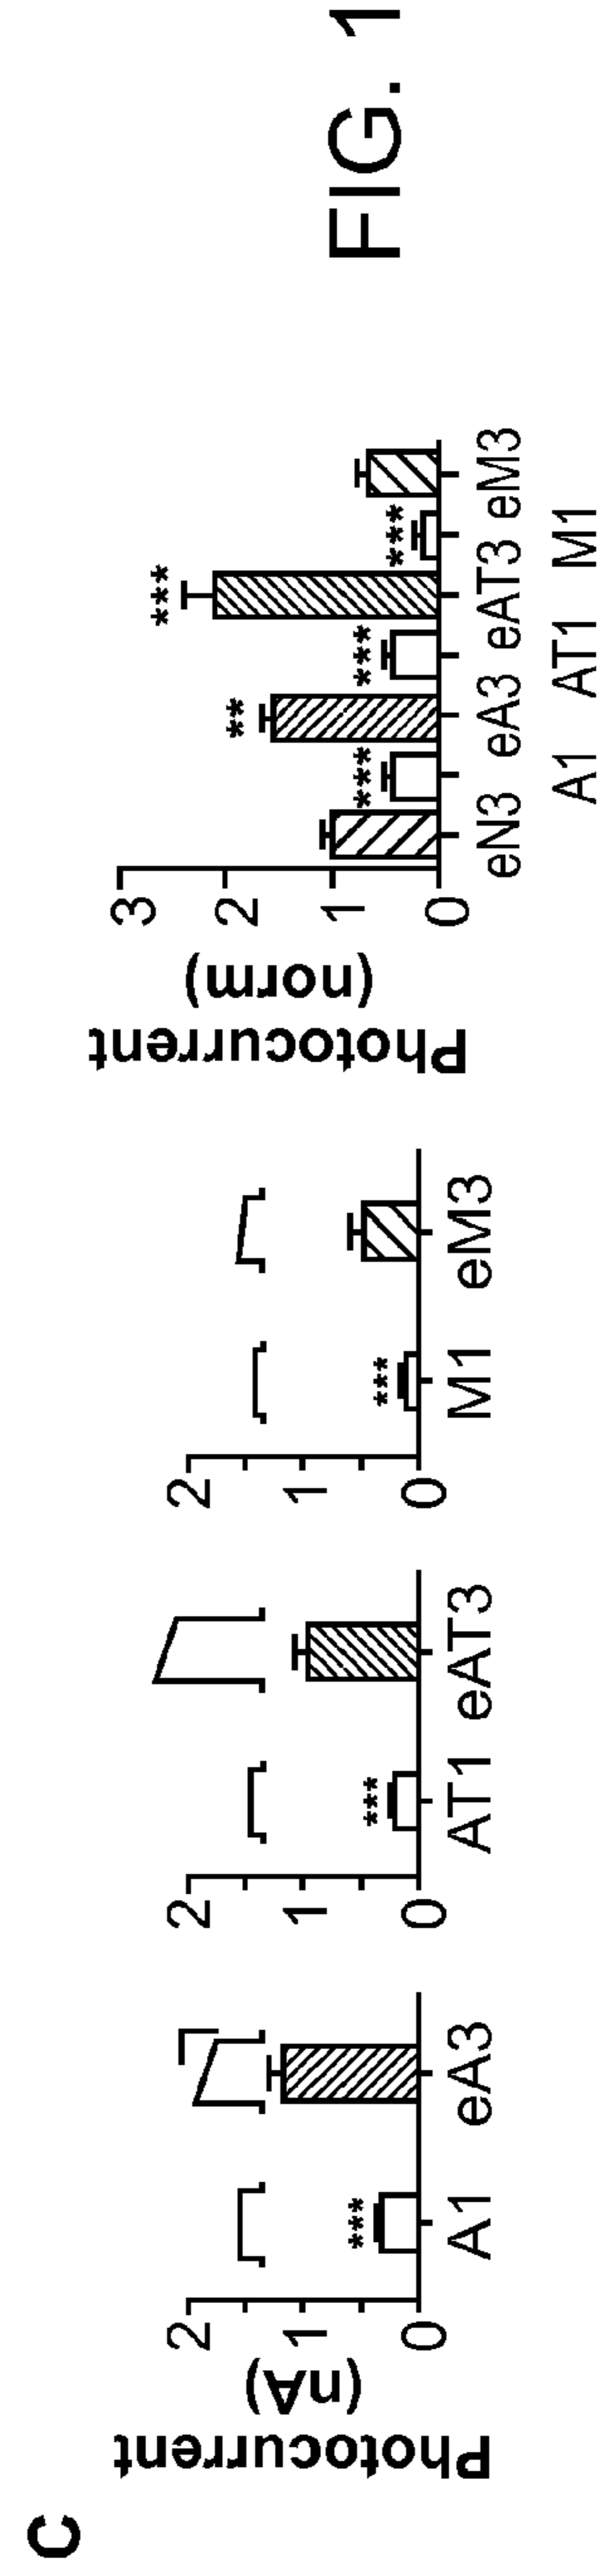 C
Photocurrent
(nA)
2
1
0
***
A1 eA3
2
1
0
***
AT1 eAT3
2
1
0
***
M1 eM3
Photocurrent
(norm)
3
2
1
0
****
**
****
***
****
eN3 eA3 eAT3 eM3
A1 AT1 M1
FIG. 1